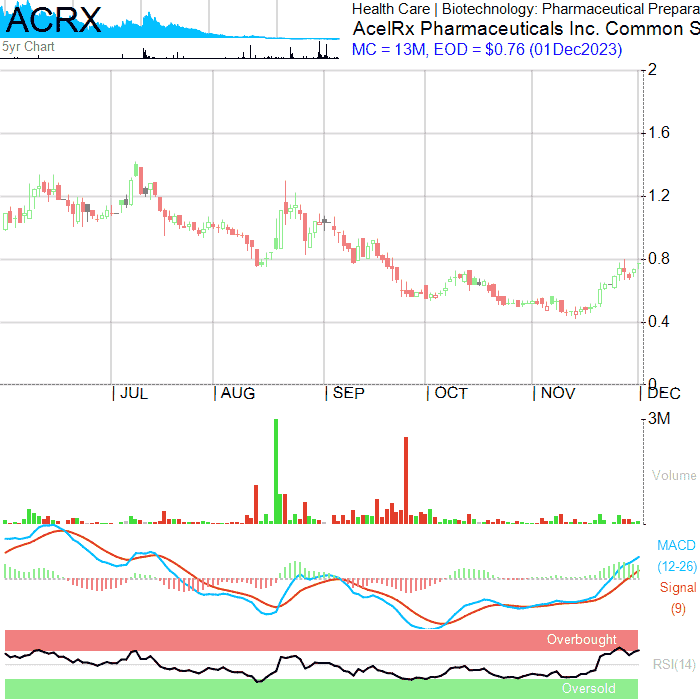 ACRX
5yr Chart
Health Care | Biotechnology: Pharmaceutical Prepara
AcelRx Pharmaceuticals Inc. Common S
MC = 13M, EOD = $0.76 (01Dec2023)
2
1.6
1.2
0.8
0.4
0
| JUL | AUG | SEP | OCT | NOV | DEC
3M
Volume
MACD
(12-26)
Signal
(9)
Overbought
RSI(14)
Oversold